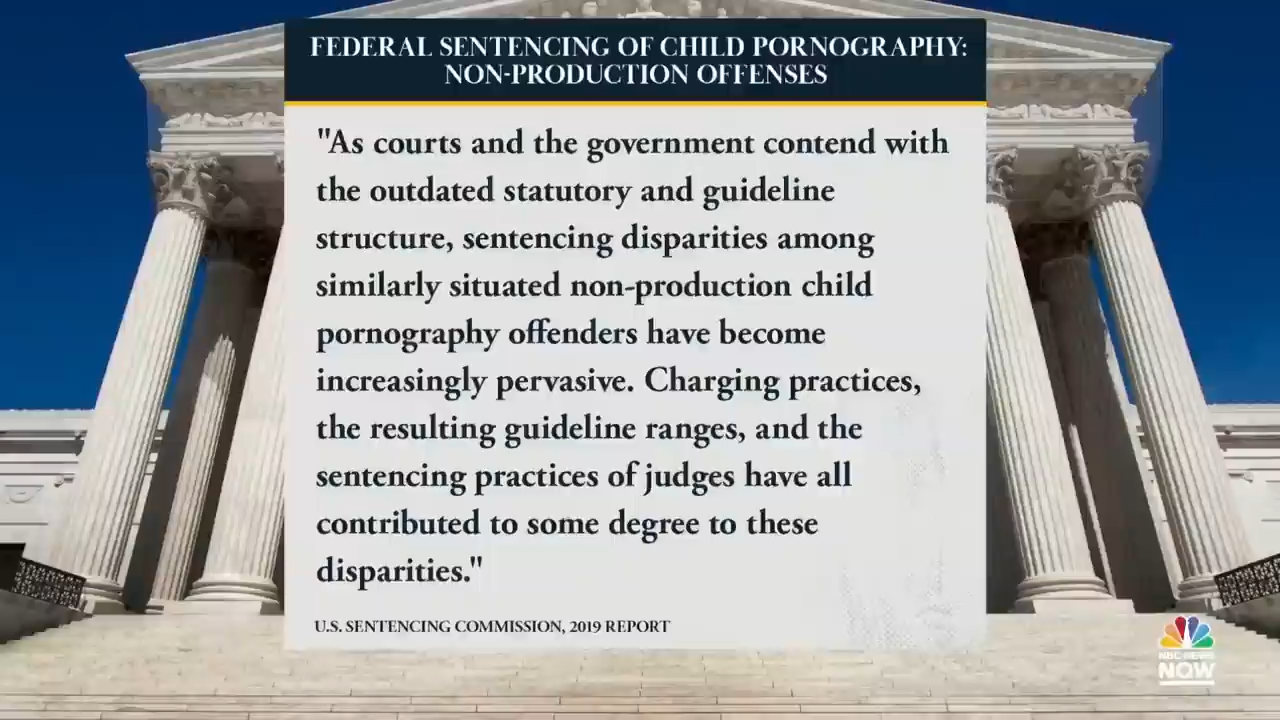 FEDERAL SENTENCING OF CHILD PORNOGRAPHY:
NON-PRODUCTION OFFENSES
"As courts and the government contend with
the outdated statutory and guideline
structure, sentencing disparities among
similarly situated non-production child
pornography offenders have become
increasingly pervasive. Charging practices,
the resulting guideline ranges, and the
sentencing practices of judges have all
contributed to some degree to these
disparities."
U.S. SENTENCING COMMISSION, 2019 REPORT
NBC NEWS
NOW